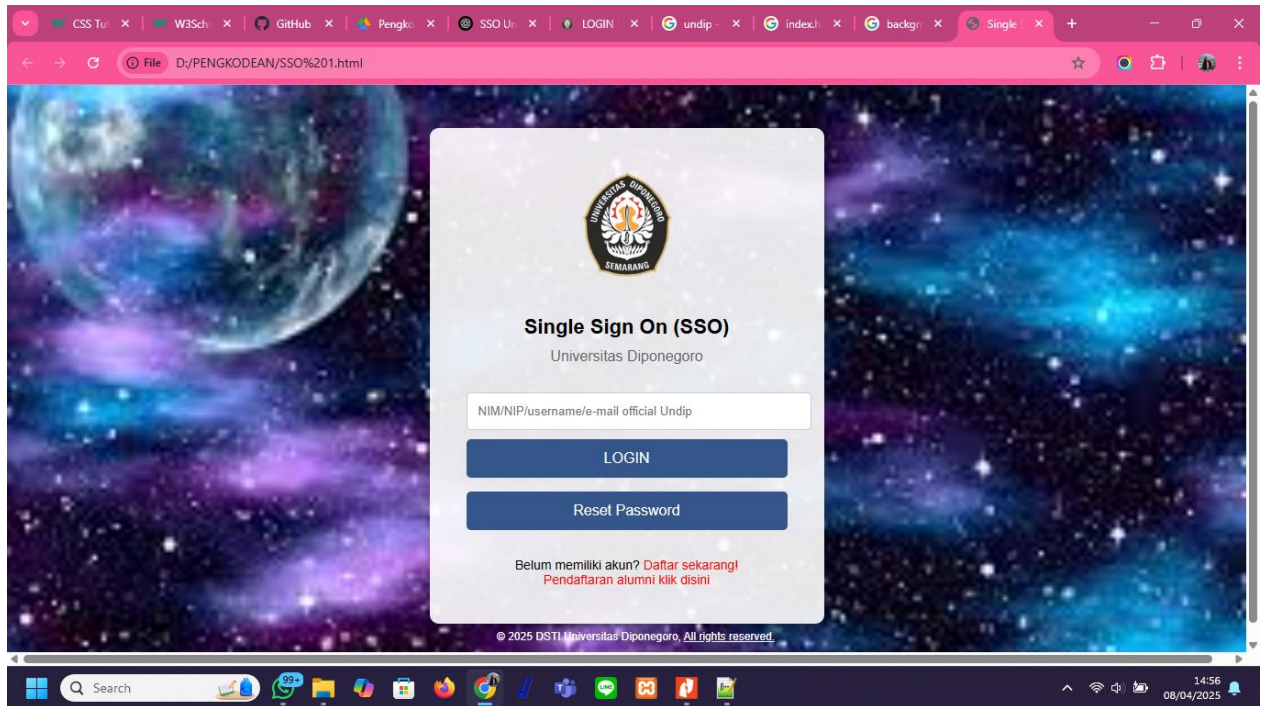 CSS Tut
W3Sch
GitHub
Pengko
SSO Un
LOGIN
undip -
index.h
backgr
Single
File D:/PENGKODEAN/SSO%201.html
UNIVERSITAS DIPONEGORO
SEMARANG
Single Sign On (SSO)
Universitas Diponegoro
NIM/NIP/username/e-mail official Undip
LOGIN
Reset Password
Belum memiliki akun? Daftar sekarang!
Pendaftaran alumni klik disini
© 2025 DSTI Universitas Diponegoro, All rights reserved.
Search
99+
LINE
14:56
08/04/2025